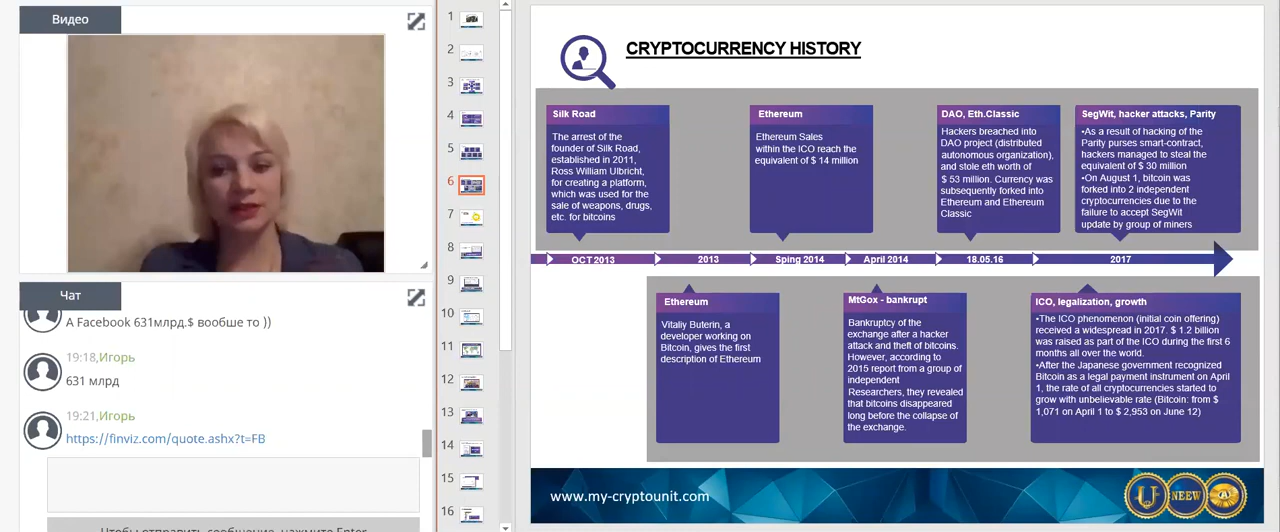 Видео
Чат
А Facebook 631млрд.$ вообше то ))
19:18,Игорь
631 млрд
19:21,Игорь
https://finviz.com/quote.ashx?t=FB
1
2
3
4
5
6
7
8
9
10
11
12
13
14
15
16
CRYPTOCURRENCY HISTORY
Silk Road
The arrest of the
founder of Silk Road,
established in 2011,
Ross William Ulbricht,
for creating a platform,
which was used for the
sale of weapons, drugs,
etc. for bitcoins
Ethereum
Ethereum Sales
within the ICO reach the
equivalent of $ 14 million
DAO, Eth.Classic
Hackers breached into
DAO project (distributed
autonomous organization),
and stole eth worth of
$ 53 million. Currency was
subsequently forked into
Ethereum and Ethereum
Classic
SegWit, hacker attacks, Parity
•As a result of hacking of the
Parity purses smart-contract,
hackers managed to steal the
equivalent of $ 30 million
•On August 1, bitcoin was
forked into 2 independent
cryptocurrencies due to the
failure to accept SegWit
update by group of miners
OCT 2013
2013
Sping 2014
April 2014
18.05.16
2017
Ethereum
Vitaliy Buterin, a
developer working on
Bitcoin, gives the first
description of Ethereum
MtGox - bankrupt
Bankruptcy of the
exchange after a hacker
attack and theft of bitcoins.
However, according to
2015 report from a group of
independent
Researchers, they revealed
that bitcoins disappeared
long before the collapse of
the exchange.
ICO, legalization, growth
•The ICO phenomenon (initial coin offering)
received a widespread in 2017. $ 1.2 billion
was raised as part of the ICO during the first 6
months all over the world.
•After the Japanese government recognized
Bitcoin as a legal payment instrument on April
1, the rate of all cryptocurrencies started to
grow with unbelievable rate (Bitcoin: from $
1,071 on April 1 to $ 2,953 on June 12)
www.my-cryptounit.com
U
NEEW